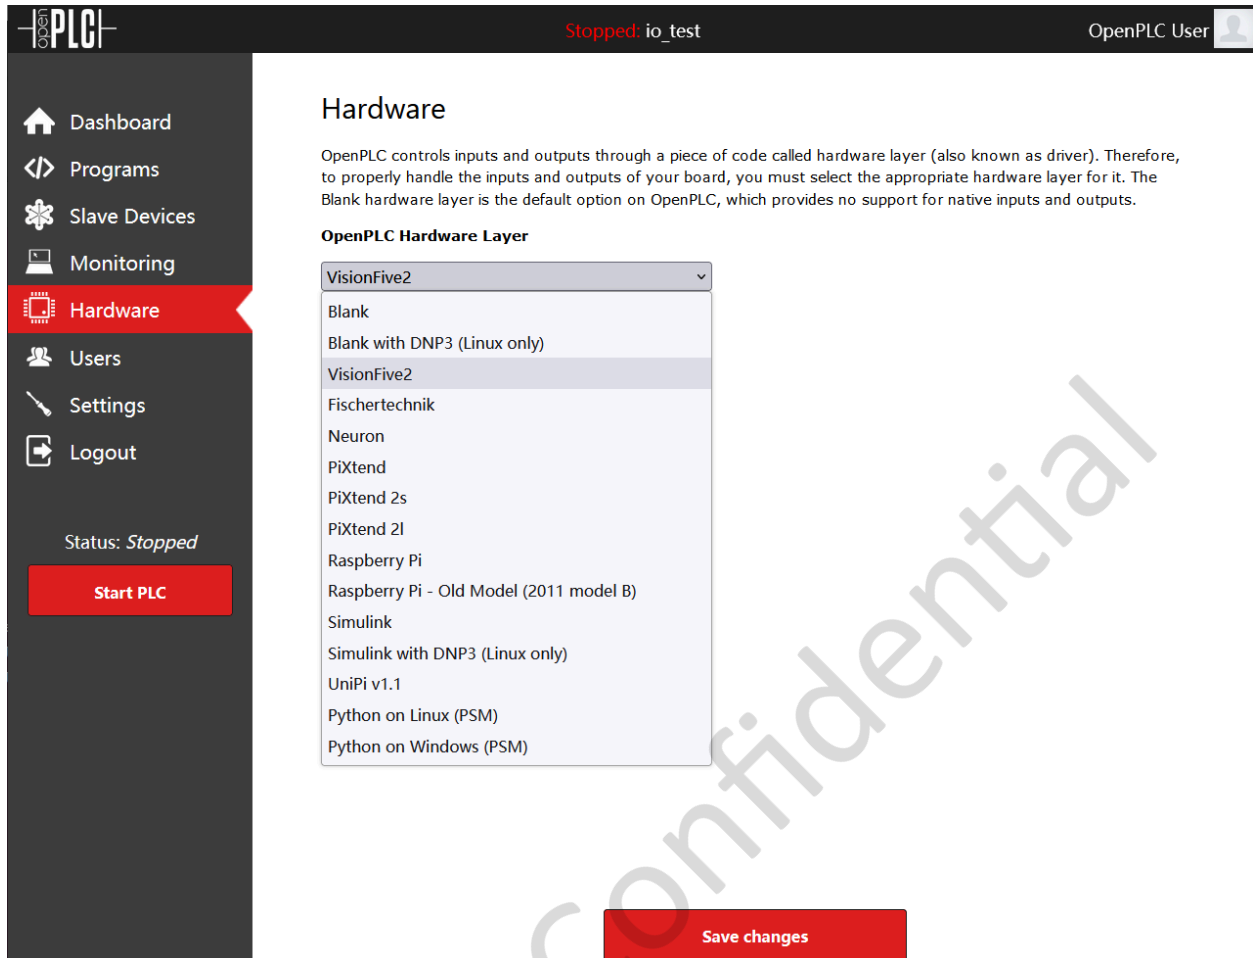 open
PLC
Stopped: io_test
OpenPLC User
Dashboard
Programs
Slave Devices
Monitoring
Hardware
Users
Settings
Logout
Status: Stopped
Start PLC
Hardware
OpenPLC controls inputs and outputs through a piece of code called hardware layer (also known as driver). Therefore,
to properly handle the inputs and outputs of your board, you must select the appropriate hardware layer for it. The
Blank hardware layer is the default option on OpenPLC, which provides no support for native inputs and outputs.
OpenPLC Hardware Layer
VisionFive2
Blank
Blank with DNP3 (Linux only)
VisionFive2
Fischertechnik
Neuron
PiXtend
PiXtend 2s
PiXtend 2l
Raspberry Pi
Raspberry Pi - Old Model (2011 model B)
Simulink
Simulink with DNP3 (Linux only)
UniPi v1.1
Python on Linux (PSM)
Python on Windows (PSM)
Save changes
Confidential